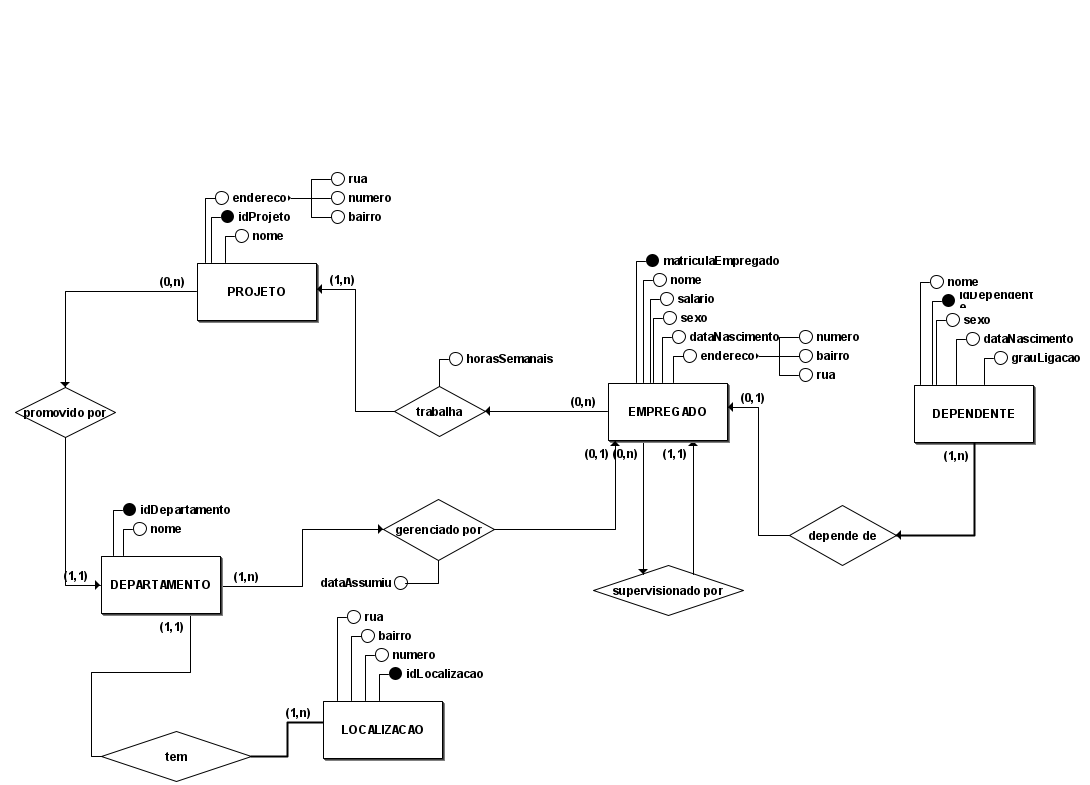 rua
endereco
numero
idProjeto
bairro
nome
(0,n)
PROJETO
(1,n)
matriculaEmpregado
nome
salario
sexo
dataNascimento
numero
endereco
bairro
rua
nome
idDependent
e
sexo
dataNascimento
grauLigacao
horasSemanais
promovido por
trabalha
(0,n)
EMPREGADO
(0,1)
DEPENDENTE
(0,1)
(0,n)
(1,1)
(1,n)
idDepartamento
nome
gerenciado por
depende de
(1,1)
DEPARTAMENTO
(1,n)
dataAssumiu
supervisionado por
(1,1)
rua
bairro
numero
idLocalizacao
(1,n)
LOCALIZACAO
tem